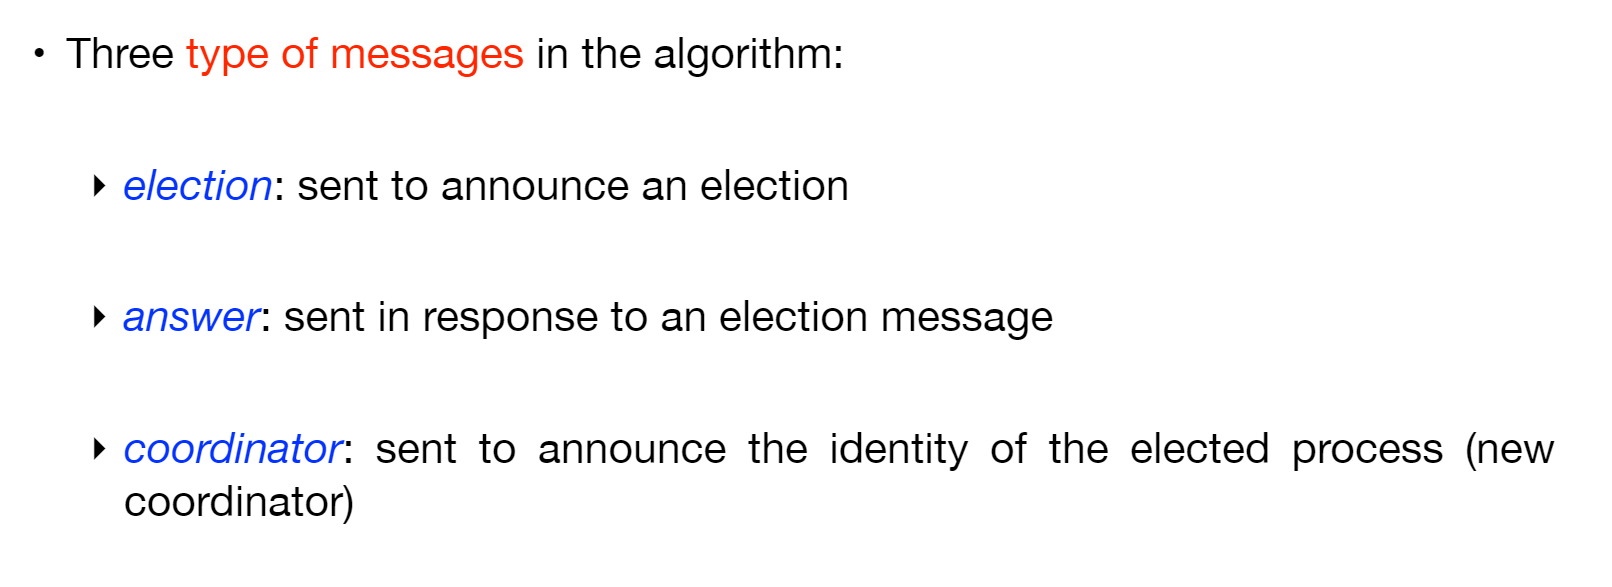 • Three type of messages in the algorithm:
‣ election: sent to announce an election
‣ answer: sent in response to an election message
‣ coordinator: sent to announce the identity of the elected process (new
coordinator)